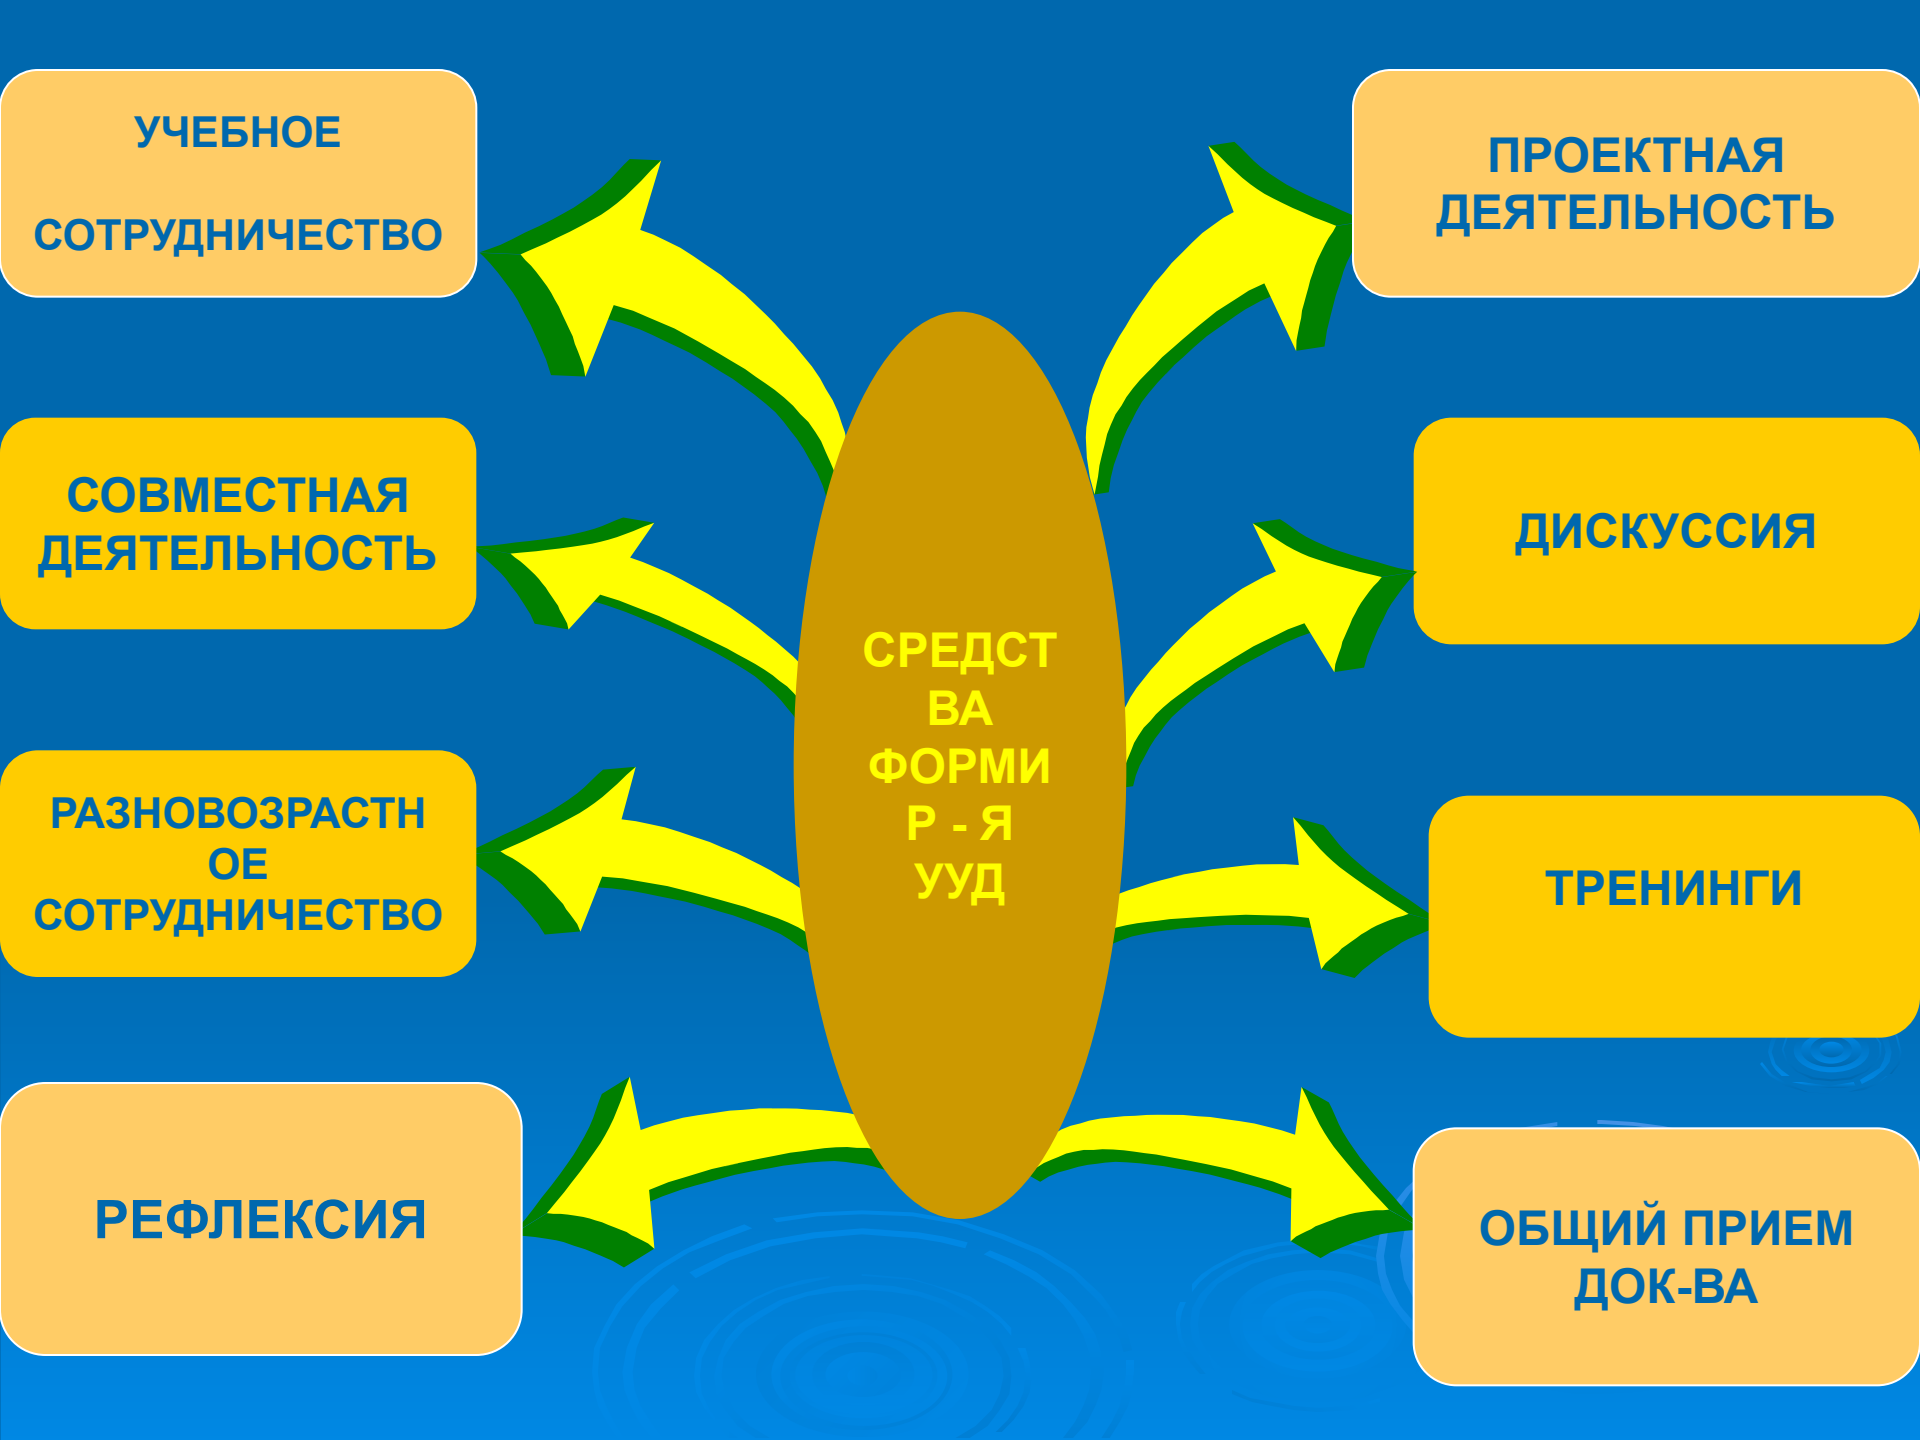 УЧЕБНОЕ
СОТРУДНИЧЕСТВО
СОВМЕСТНАЯ
ДЕЯТЕЛЬНОСТЬ
РАЗНОВОЗРАСТН
ОЕ
СОТРУДНИЧЕСТВО
РЕФЛЕКСИЯ
СРЕДСТ
ВА
ФОРМИ
Р - Я
УУД
ПРОЕКТНАЯ
ДЕЯТЕЛЬНОСТЬ
ДИСКУССИЯ
ТРЕНИНГИ
ОБЩИЙ ПРИЕМ
ДОК-ВА